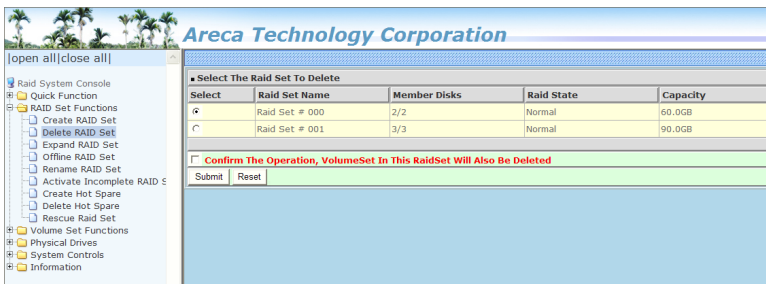 Areca Technology Corporation
|open all|close all|
Raid System Console
Quick Function
RAID Set Functions
Create RAID Set
Delete RAID Set
Expand RAID Set
Offline RAID Set
Rename RAID Set
Activate Incomplete RAID S
Create Hot Spare
Delete Hot Spare
Rescue Raid Set
Volume Set Functions
Physical Drives
System Controls
Information
Select The Raid Set To Delete
Select Raid Set Name Member Disks Raid State Capacity
Raid Set # 000 2/2 Normal 60.0GB
Raid Set # 001 3/3 Normal 90.0GB
Confirm The Operation, VolumeSet In This RaidSet Will Also Be Deleted
Submit Reset